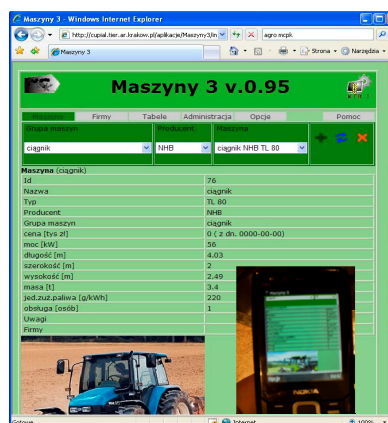 Maszyny 3 - Windows Internet Explorer
http://cupial.tier.ar.krakow.pl/aplikacje/Maszyny3/in
agro mcpk
Maszyny 3
Strona
Narzędzia
Maszyny 3 v.0.95
Maszyny Firmy Tabele Administracja Opcje Pomoc
Grupa maszyn Producent Maszyna
ciągnik NHB ciągnik NHB TL 80
Maszyna (ciągnik)
Id 76
Nazwa ciągnik
Typ TL 80
Producent NHB
Grupa maszyn ciągnik
cena [tys zł] 0 ( z dn. 0000-00-00)
moc [kW] 56
długość [m] 4.03
szerokość [m] 2
wysokość [m] 2.49
masa [t] 3.4
jed.zuż.paliwa [g/kWh] 220
obsługa [osób] 1
Uwagi
Firmy
NOKIA
Gotowe Internet 100%